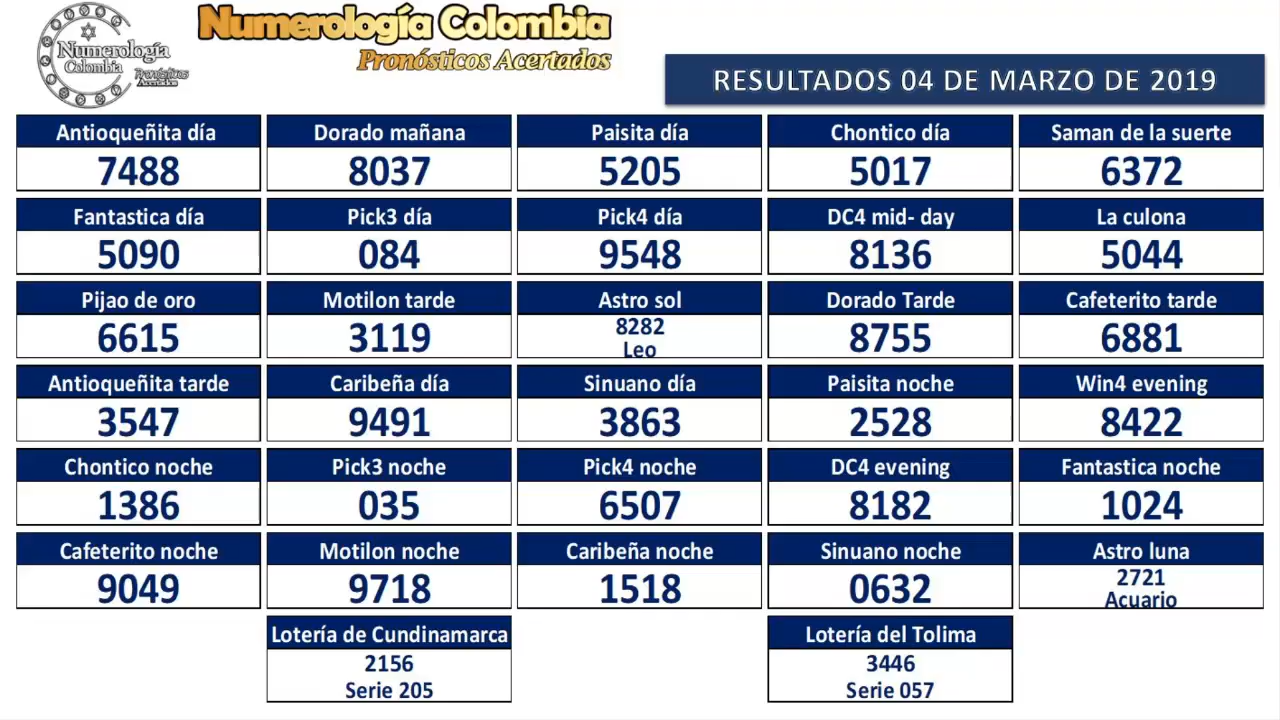 Numerología
Colombia
Pronósticos
Acertados
Numerología Colombia
Pronósticos Acertados
RESULTADOS 04 DE MARZO DE 2019
Antioqueñita día
7488
Dorado mañana
8037
Paisita día
5205
Chontico día
5017
Saman de la suerte
6372
Fantastica día
5090
Pick3 día
084
Pick4 día
9548
DC4 mid- day
8136
La culona
5044
Pijao de oro
6615
Motilon tarde
3119
Astro sol
8282
Leo
Dorado Tarde
8755
Cafeterito tarde
6881
Antioqueñita tarde
3547
Caribeña día
9491
Sinuano día
3863
Paisita noche
2528
Win4 evening
8422
Chontico noche
1386
Pick3 noche
035
Pick4 noche
6507
DC4 evening
8182
Fantastica noche
1024
Cafeterito noche
9049
Motilon noche
9718
Caribeña noche
1518
Sinuano noche
0632
Astro luna
2721
Acuario
Lotería de Cundinamarca
2156
Serie 205
Lotería del Tolima
3446
Serie 057